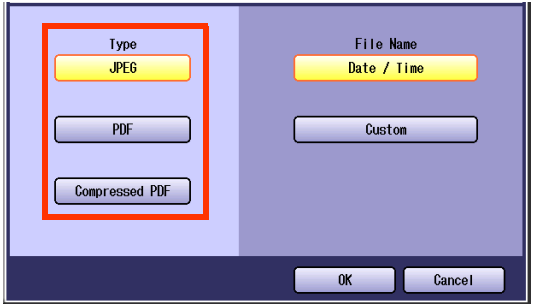 Type
JPEG
PDF
Compressed PDF
File Name
Date / Time
Custom
OK
Cancel